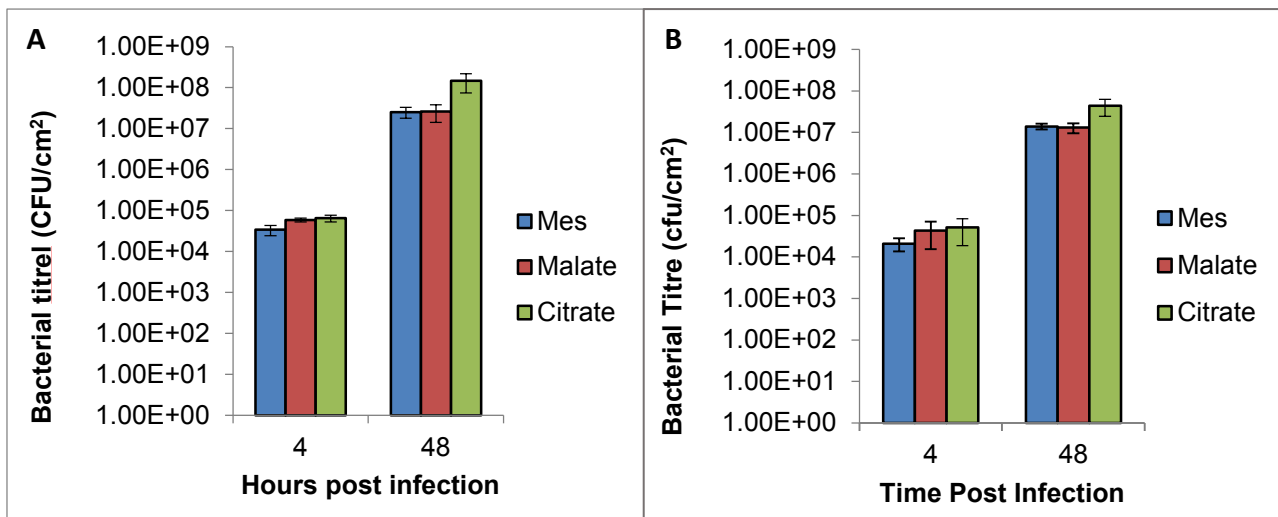 A
Bacterial titrel (CFU/cm²)
1.00E+09
1.00E+08
1.00E+07
1.00E+06
1.00E+05
1.00E+04
1.00E+03
1.00E+02
1.00E+01
1.00E+00
4
48
Hours post infection
Mes
Malate
Citrate
B
Bacterial Titre (cfu/cm²)
1.00E+09
1.00E+08
1.00E+07
1.00E+06
1.00E+05
1.00E+04
1.00E+03
1.00E+02
1.00E+01
1.00E+00
4
48
Time Post Infection
Mes
Malate
Citrate